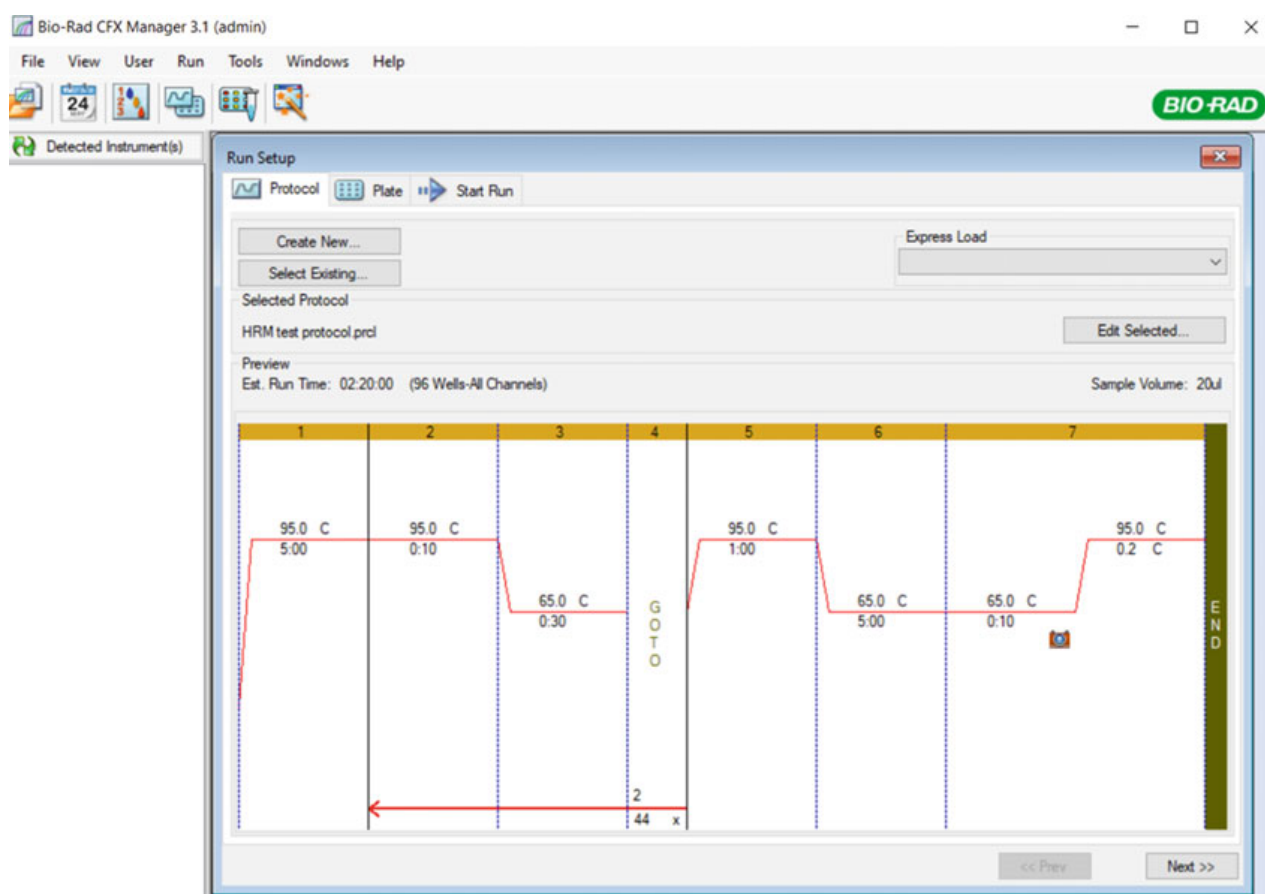 Bio-Rad CFX Manager 3.1 (admin)
File View User Run Tools Windows Help
24
BIO-RAD
Detected Instrument(s)
Run Setup
Protocol Plate Start Run
Create New...
Express Load
Select Existing...
Selected Protocol
HRM test protocol.prcl
Edit Selected...
Preview
Est. Run Time: 02:20:00 (96 Wells-All Channels)
Sample Volume: 20ul
1 2 3 4 5 6 7
95.0 C 95.0 C 95.0 C 95.0 C
5:00 0:10 1:00 0.2 C
65.0 C 65.0 C 65.0 C
0:30 5:00 0:10
GOTO
END
2
44 x
<< Prev Next >>